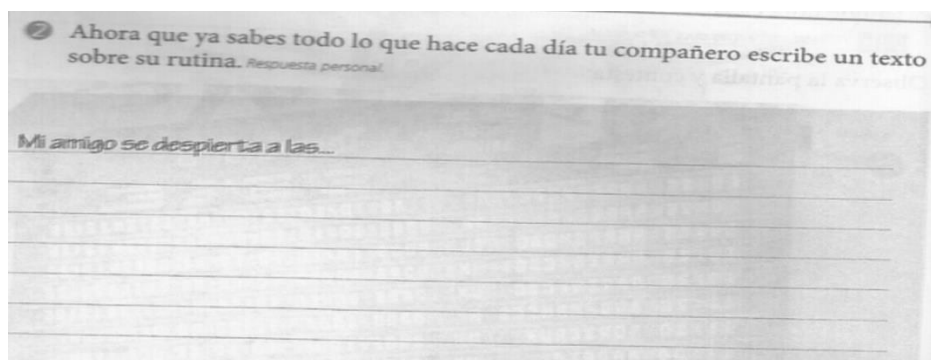 2 Ahora que ya sabes todo lo que hace cada día tu compañero escribe un texto
sobre su rutina. Respuesta personal.
Mi amigo se despierta a las...